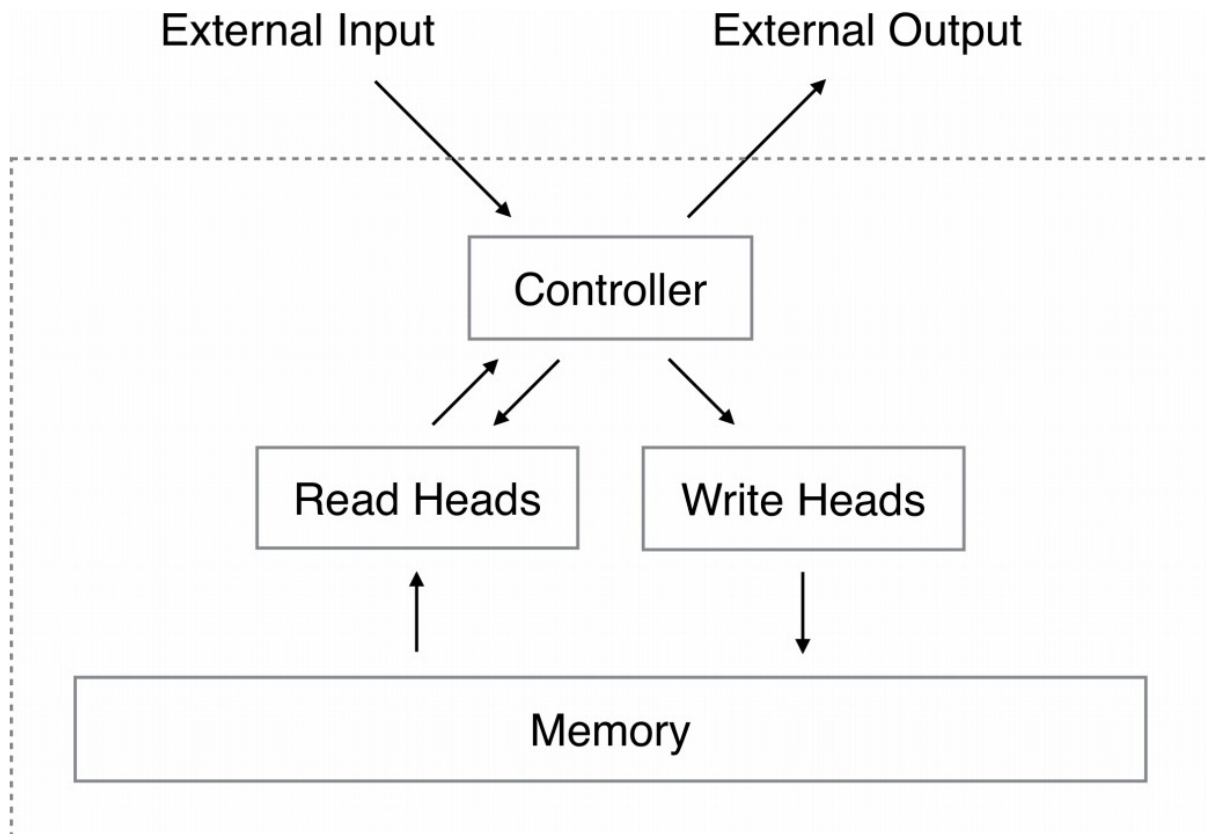 External Input
External Output
Controller
Read Heads
Write Heads
Memory